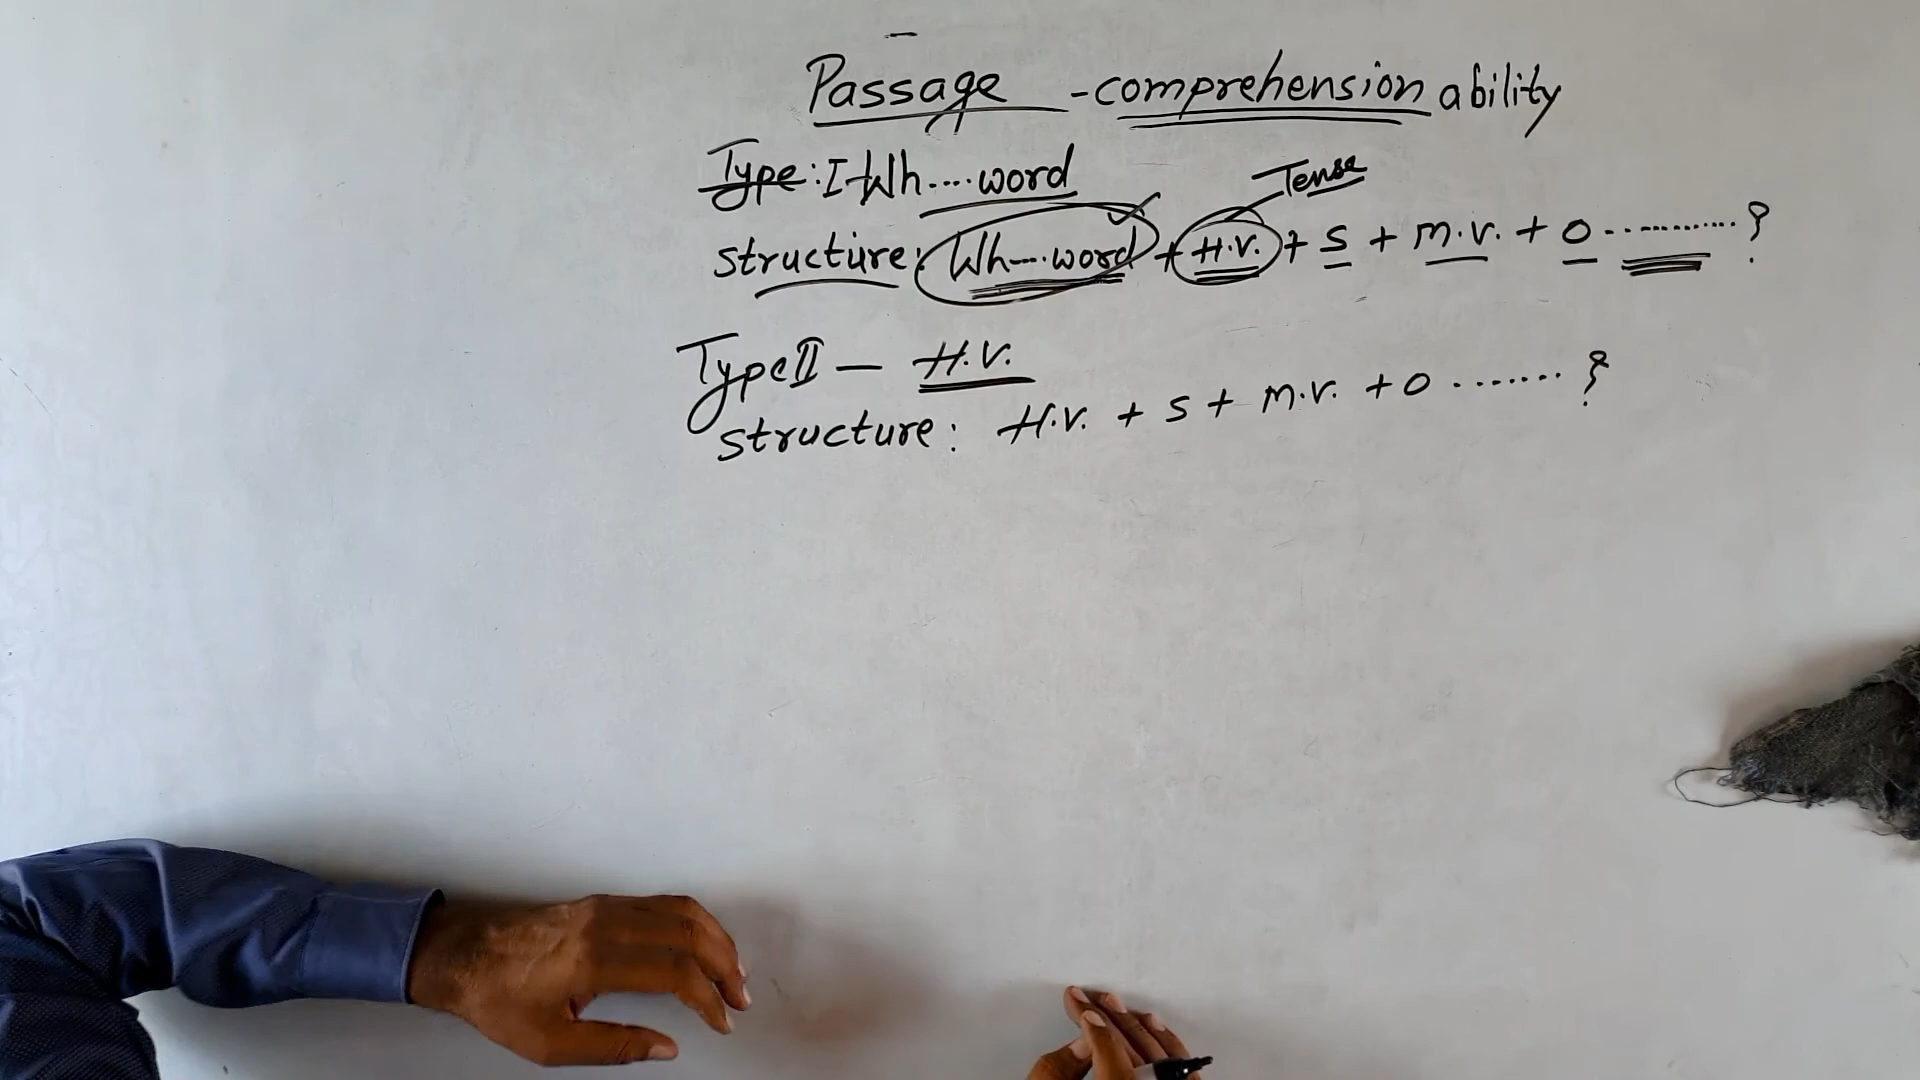 Passage - comprehension ability
Type: I - Wh....word
Tense
structure: Wh....word + H.V. + S + m.v. + O ............?
Type II — H.V.
structure: H.V. + S + m.v. + O .......?